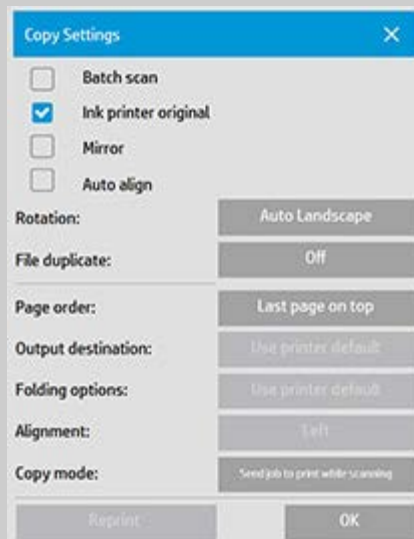 Copy Settings
Batch scan
Ink printer original
Mirror
Auto align
Rotation: Auto Landscape
File duplicate: Off
Page order: Last page on top
Output destination: Use printer default
Folding options: Use printer default
Alignment: Left
Copy mode: Send job to print while scanning
Reprint OK